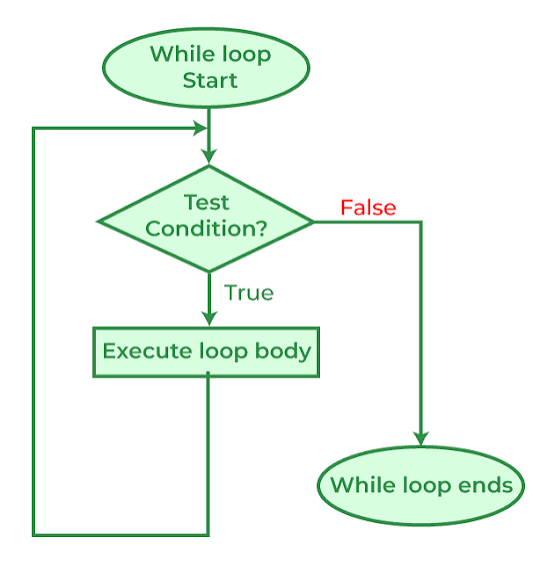 While loop
Start
Test
Condition?
False
True
Execute loop body
While loop ends